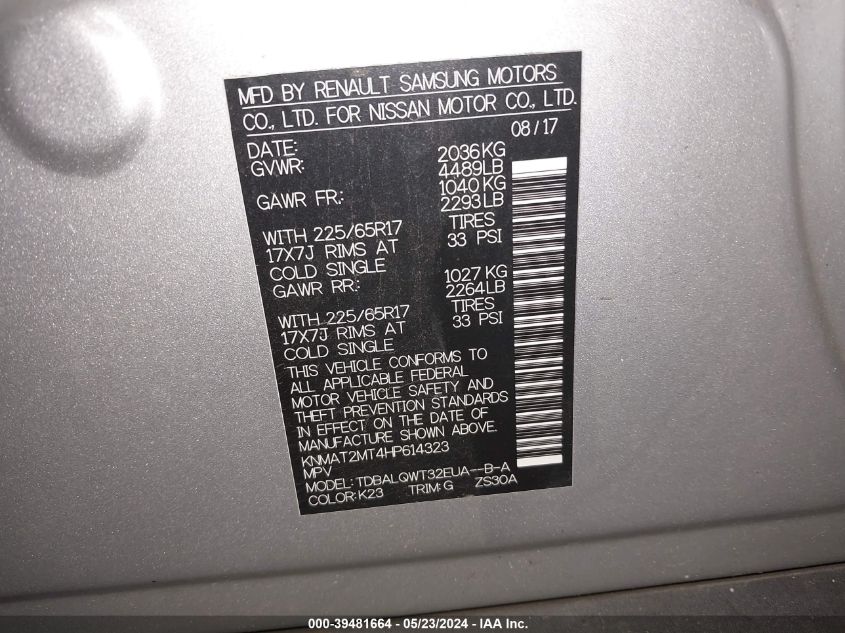 MFD BY RENAULT SAMSUNG MOTORS
CO., LTD. FOR NISSAN MOTOR CO., LTD.
DATE: 08/17
GVWR: 2036KG
4489LB
GAWR FR.: 1040KG
2293LB
WITH 225/65R17 TIRES
17X7J RIMS AT 33 PSI
COLD SINGLE
GAWR RR.: 1027KG
2264LB
WITH 225/65R17 TIRES
17X7J RIMS AT 33 PSI
COLD SINGLE
THIS VEHICLE CONFORMS TO
ALL APPLICABLE FEDERAL
MOTOR VEHICLE SAFETY AND
THEFT PREVENTION STANDARDS
IN EFFECT ON THE DATE OF
MANUFACTURE SHOWN ABOVE.
KNMAT2MT4HP614323
MPV
MODEL: TDBALQWT32EUA--B-A
COLOR:K23 TRIM:G ZS30A
000-39481664 - 05/23/2024 - IAA Inc.